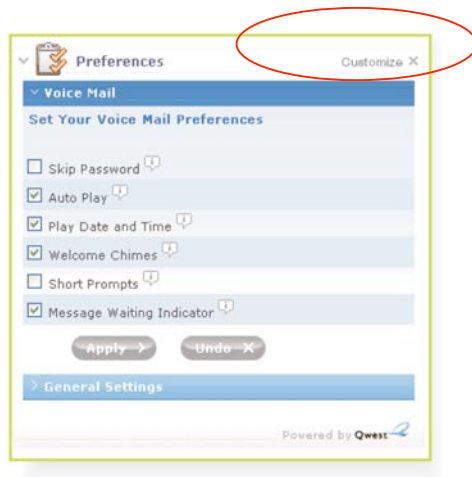 Preferences Customize X
Voice Mail
Set Your Voice Mail Preferences
Skip Password
Auto Play
Play Date and Time
Welcome Chimes
Short Prompts
Message Waiting Indicator
Apply > Undo X
> General Settings
Powered by Qwest